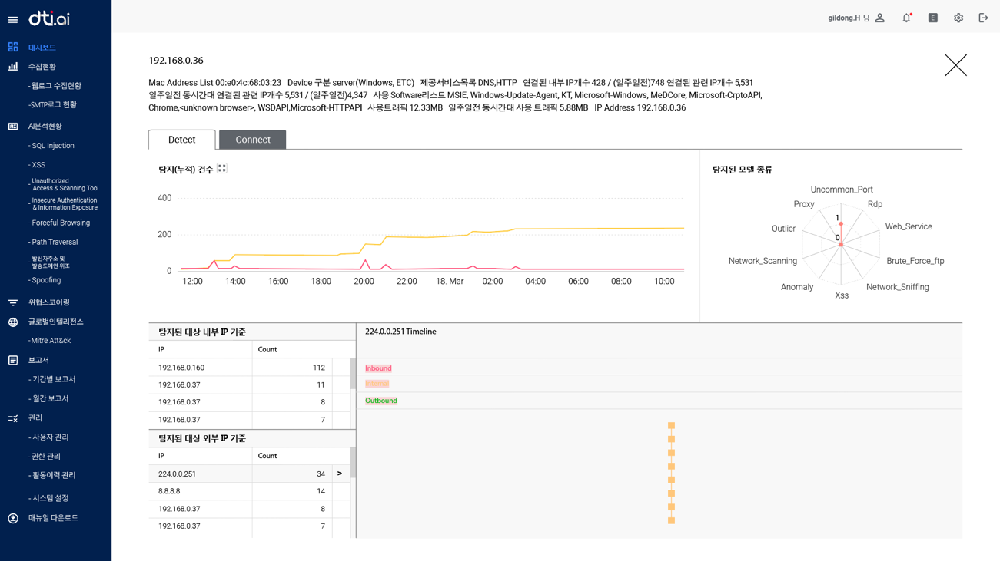 dti.ai
gildong.H 님
E
대시보드
수집현황
- 웹로그 수집현황
-SMTP로그 현황
AI분석현황
- SQL Injection
- XSS
- Unauthorized
Access & Scanning Tool
- Insecure Authentication
& Information Exposure
- Forceful Browsing
- Path Traversal
- 발신자주소 및
발송도메인 위조
- Spoofing
위협스코어링
글로벌인텔리전스
- Mitre Att&ck
보고서
- 기간별 보고서
- 월간 보고서
관리
- 사용자 관리
- 권한 관리
- 활동이력 관리
- 시스템 설정
매뉴얼 다운로드
192.168.0.36
Mac Address List 00:e0:4c:68:03:23 Device 구분 server(Windows, ETC) 제공서비스목록 DNS,HTTP 연결된 내부 IP개수 428 / (일주일전)748 연결된 관련 IP개수 5,531
일주일전 동시간대 연결된 관련 IP개수 5,531 / (일주일전)4,347 사용 Software리스트 MSIE, Windows-Update-Agent, KT, Microsoft-Windows, MeDCore, Microsoft-CrptoAPI,
Chrome,<unknown browser>, WSDAPI,Microsoft-HTTPAPI 사용트래픽 12.33MB 일주일전 동시간대 사용 트래픽 5.88MB IP Address 192.168.0.36
Detect
Connect
탐지(누적) 건수
400
200
0
12:00 14:00 16:00 18:00 20:00 22:00 18. Mar 02:00 04:00 06:00 08:00 10:00
탐지된 모델 종류
Uncommon_Port
Proxy
Rdp
Outlier
Web_Service
1
0
Network_Scanning
Brute_Force_ftp
Anomaly
Network_Sniffing
Xss
탐지된 대상 내부 IP 기준
IP Count
192.168.0.160 112
192.168.0.37 11
192.168.0.37 8
192.168.0.37 7
탐지된 대상 외부 IP 기준
IP Count
224.0.0.251 34 >
8.8.8.8 14
192.168.0.37 8
192.168.0.37 7
224.0.0.251 Timeline
Inbound
Internal
Outbound